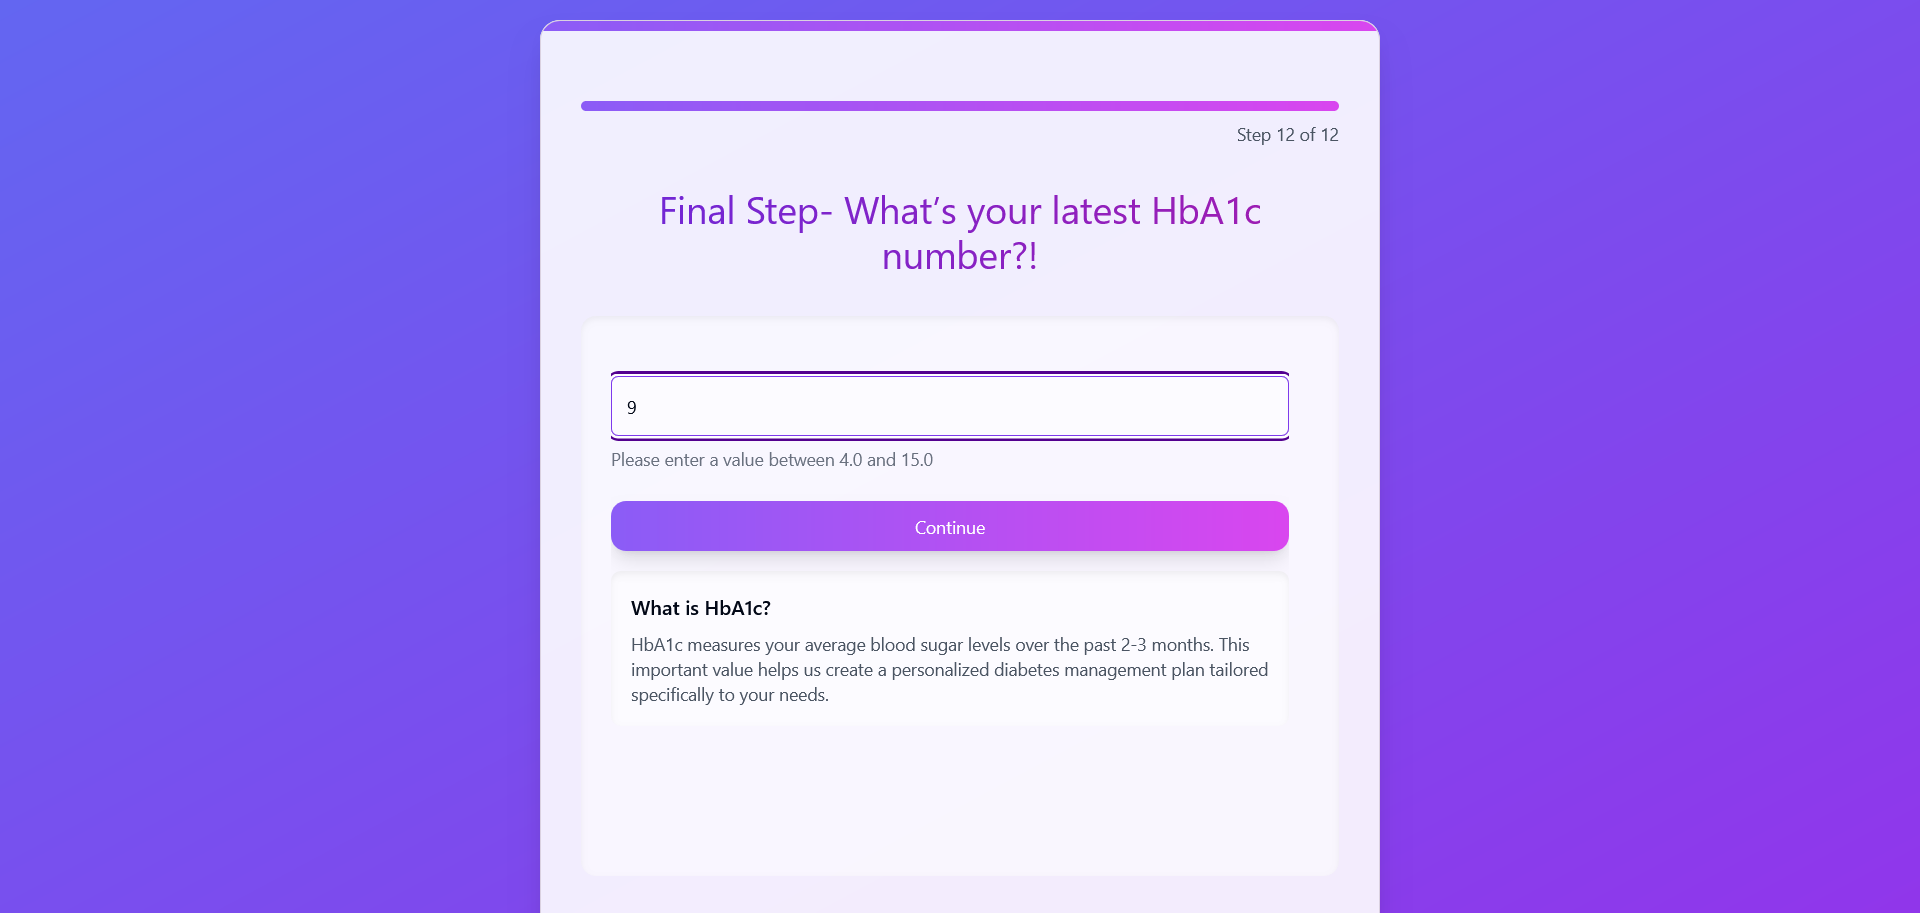 Step 12 of 12
Final Step- What’s your latest HbA1c
number?!
9
Please enter a value between 4.0 and 15.0
Continue
What is HbA1c?
HbA1c measures your average blood sugar levels over the past 2-3 months. This
important value helps us create a personalized diabetes management plan tailored
specifically to your needs.